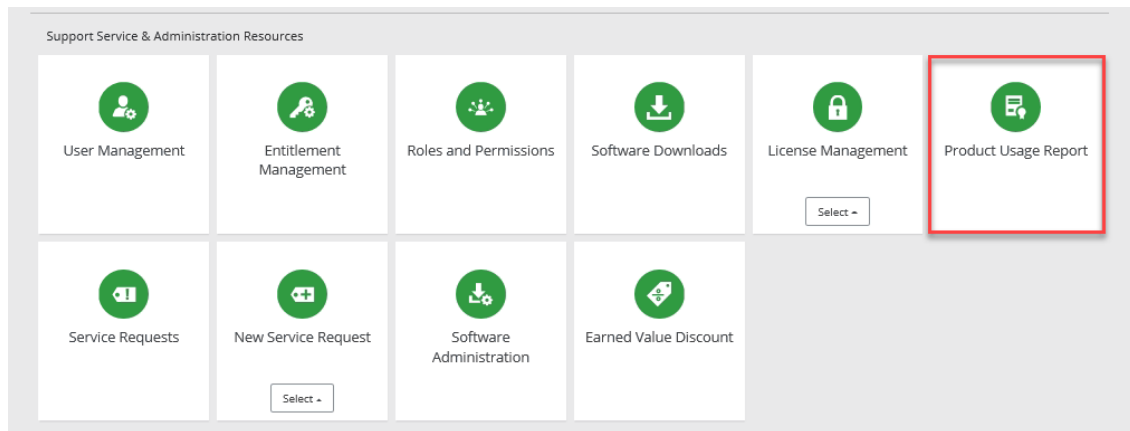 Support Service & Administration Resources
User Management
Entitlement
Management
Roles and Permissions
Software Downloads
License Management
Select
Product Usage Report
Service Requests
New Service Request
Select
Software
Administration
Earned Value Discount